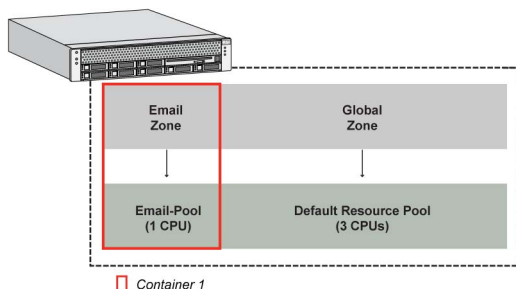 Email
Zone
Global
Zone
Email-Pool
(1 CPU)
Default Resource Pool
(3 CPUs)
Container 1